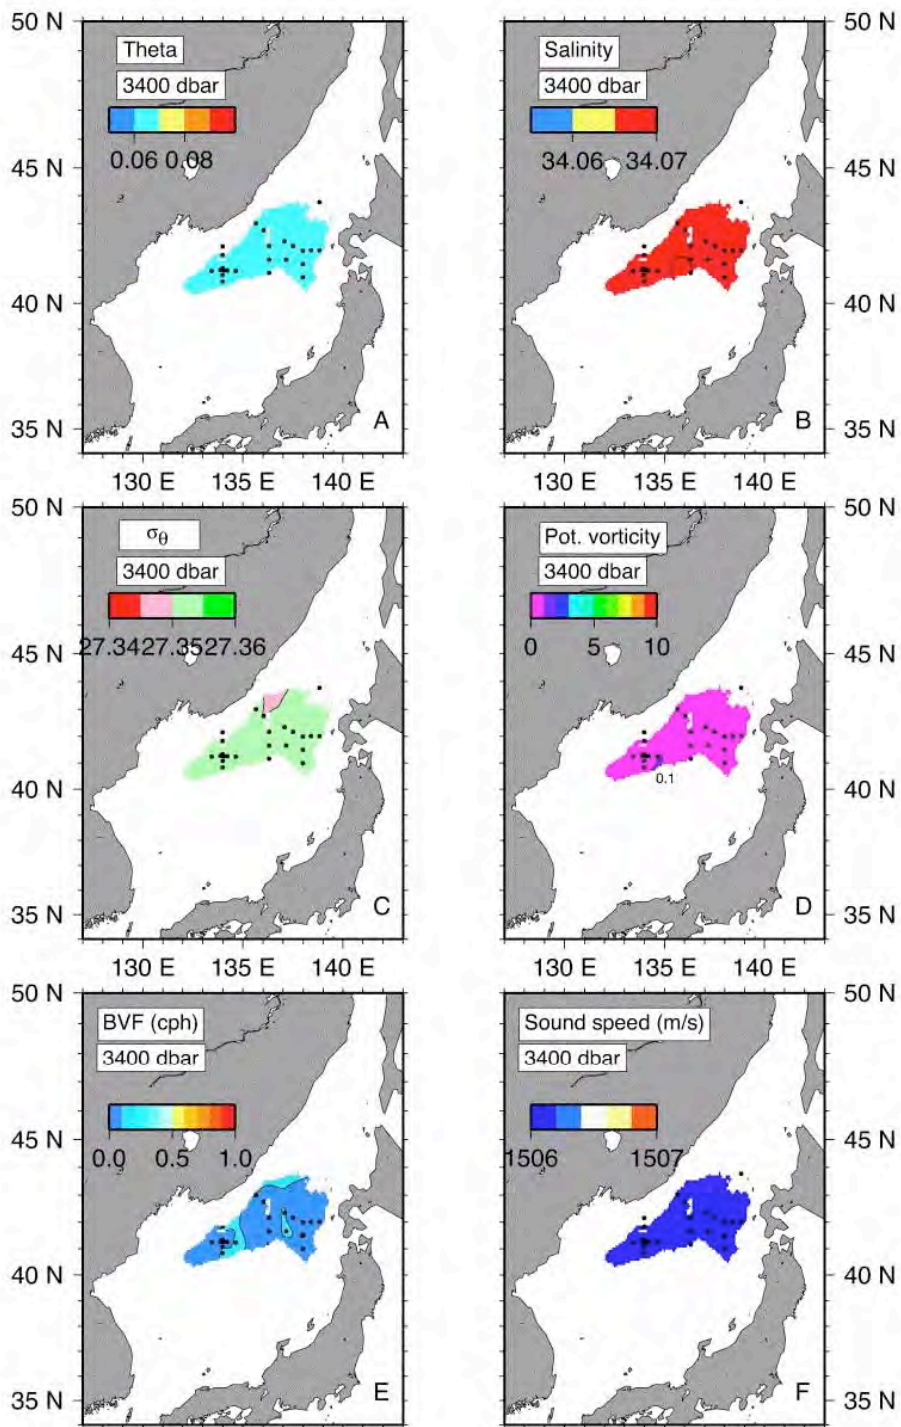 50 N
50 N
Theta
Salinity
3400 dbar
3400 dbar
0.06 0.08
34.06 34.07
45 N
45 N
40 N
40 N
35 N
A
B
35 N
130 E 135 E 140 E
130 E 135 E 140 E
50 N
50 N
σθ
Pot. vorticity
3400 dbar
3400 dbar
27.34 27.35 27.36
0 5 10
45 N
45 N
40 N
0.1
40 N
35 N
C
D
35 N
130 E 135 E 140 E
130 E 135 E 140 E
50 N
50 N
BVF (cph)
Sound speed (m/s)
3400 dbar
3400 dbar
0.0 0.5 1.0
1506 1507
45 N
45 N
40 N
40 N
35 N
E
F
35 N